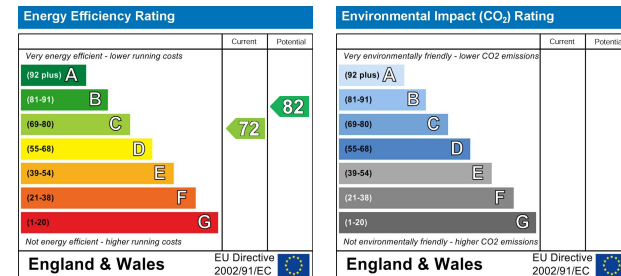 Energy Efficiency Rating
Current Potential
Very energy efficient - lower running costs
(92 plus) A
(81-91) B
(69-80) C
(55-68) D
(39-54) E
(21-38) F
(1-20) G
72
82
Not energy efficient - higher running costs
England & Wales
EU Directive
2002/91/EC
Environmental Impact (CO₂) Rating
Current Potential
Very environmentally friendly - lower CO2 emissions
(92 plus) A
(81-91) B
(69-80) C
(55-68) D
(39-54) E
(21-38) F
(1-20) G
Not environmentally friendly - higher CO2 emissions
England & Wales
EU Directive
2002/91/EC